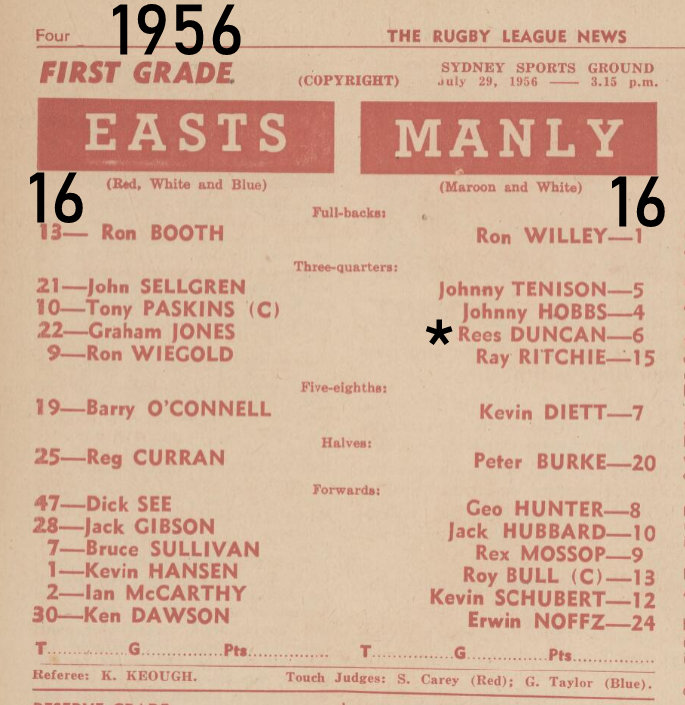 Four 1956 THE RUGBY LEAGUE NEWS
FIRST GRADE (COPYRIGHT) SYDNEY SPORTS GROUND
July 29, 1956 — 3.15 p.m.
EASTS MANLY
16 (Red, White and Blue) (Maroon and White) 16
Full-backs:
13— Ron BOOTH Ron WILLEY—1
Three-quarters:
21—John SELLGREN Johnny TENISON—5
10—Tony PASKINS (C) Johnny HOBBS—4
22—Graham JONES *Rees DUNCAN—6
9—Ron WIEGOLD Ray RITCHIE—15
Five-eighths:
19—Barry O'CONNELL Kevin DIETT—7
Halves:
25—Reg CURRAN Peter BURKE—20
Forwards:
47—Dick SEE Geo HUNTER—8
28—Jack GIBSON Jack HUBBARD—10
7—Bruce SULLIVAN Rex MOSSOP—9
1—Kevin HANSEN Roy BULL (C)—13
2—Ian McCARTHY Kevin SCHUBERT—12
30—Ken DAWSON Erwin NOFFZ—24
T..............G..............Pts.............. T..............G..............Pts..............
Referee: K. KEOUGH. Touch Judges: S. Carey (Red); G. Taylor (Blue).